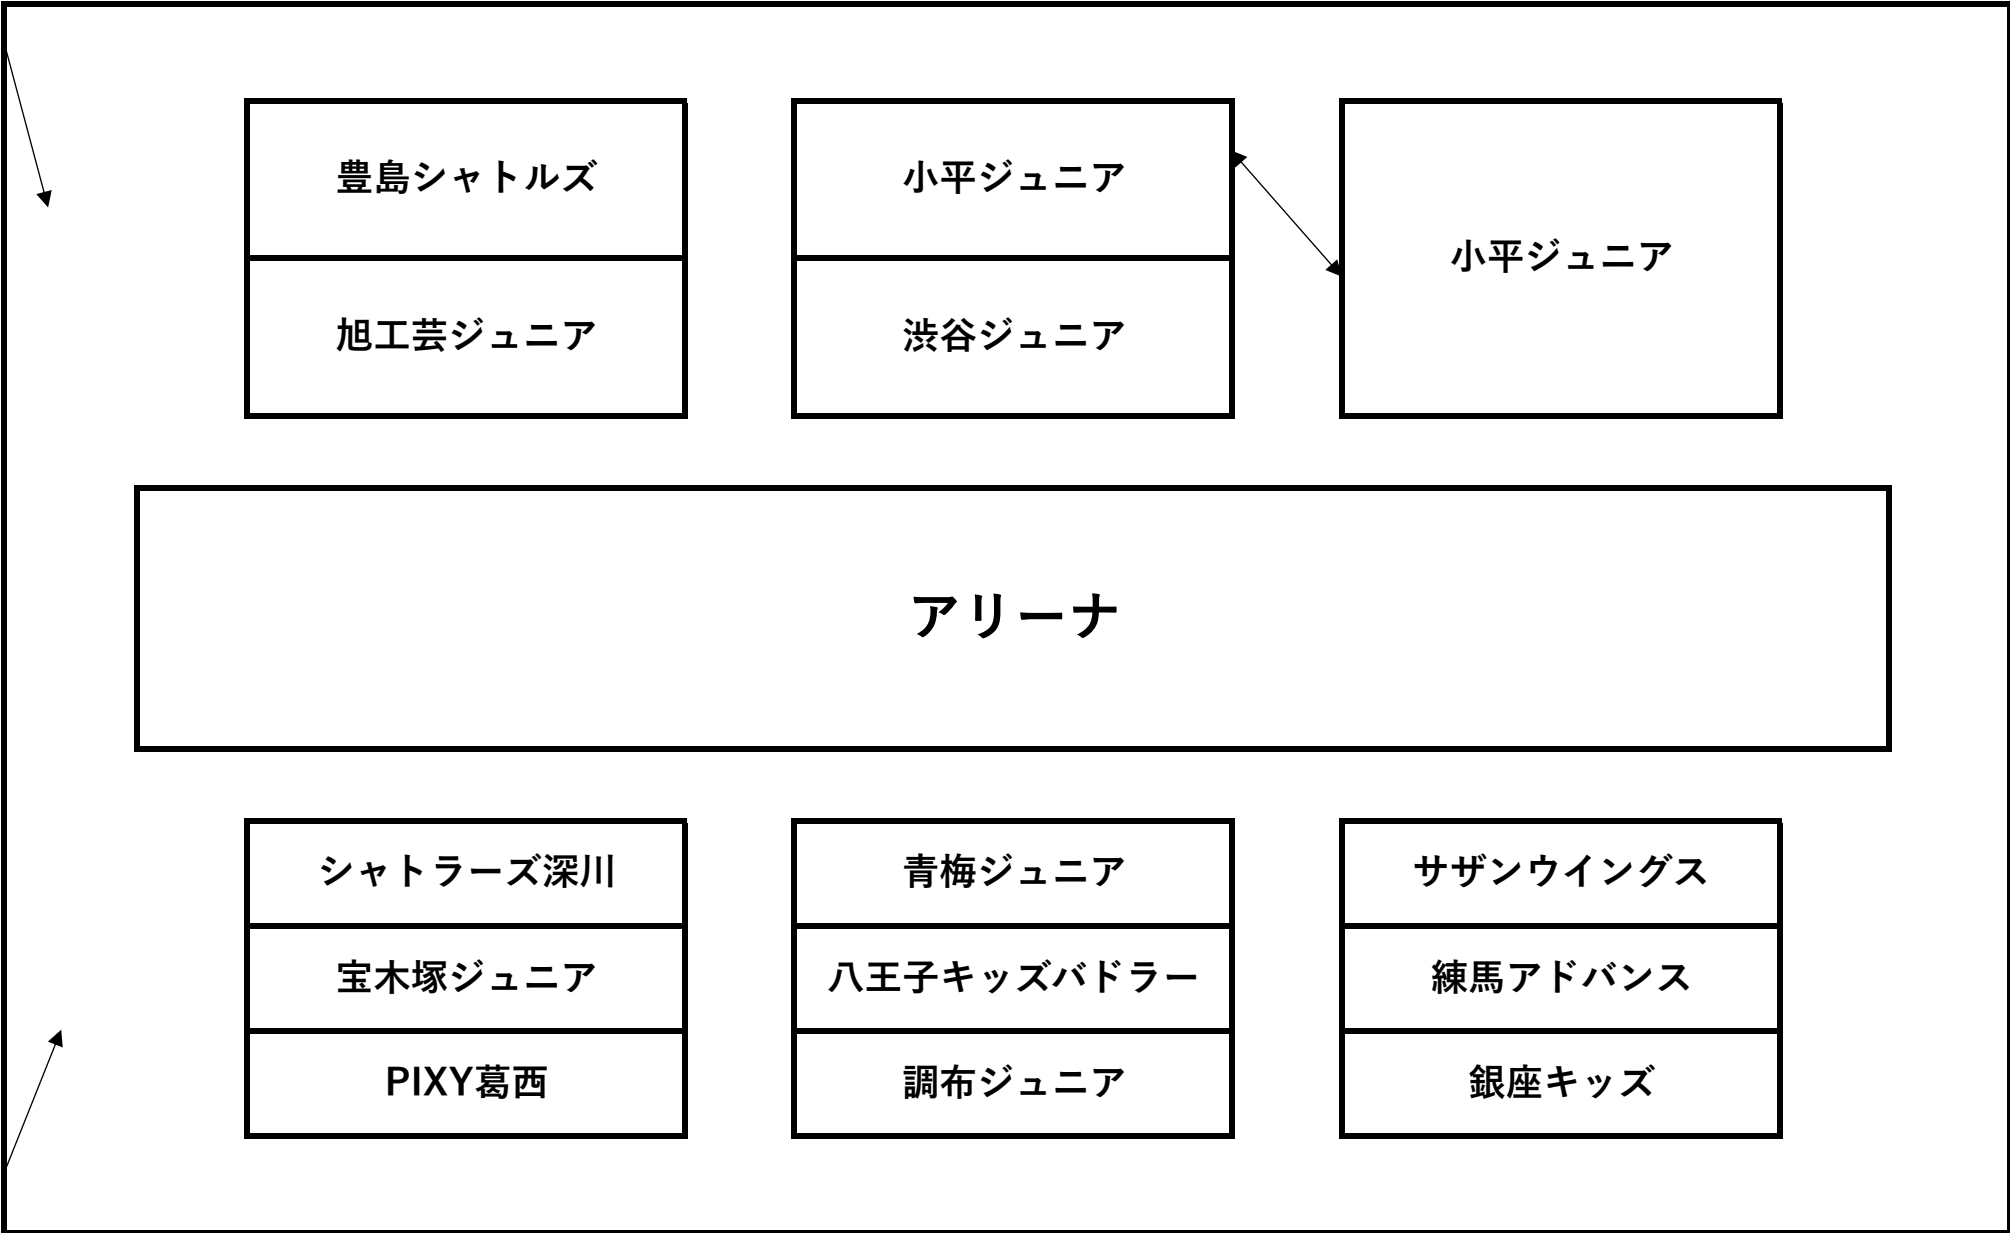 豊島シャトルズ
旭工芸ジュニア
小平ジュニア
渋谷ジュニア
小平ジュニア
アリーナ
シャトラーズ深川
宝木塚ジュニア
PIXY葛西
青梅ジュニア
八王子キッズバドラー
調布ジュニア
サザンウイングス
練馬アドバンス
銀座キッズ